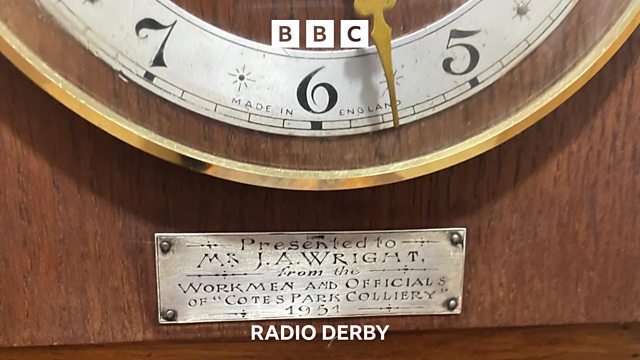 BBC
7 6 5
MADE IN ENGLAND
Presented to
MR. J.A.WRIGHT,
from the
WORKMEN AND OFFICIALS
OF "COTES PARK COLLIERY"
1951
RADIO DERBY